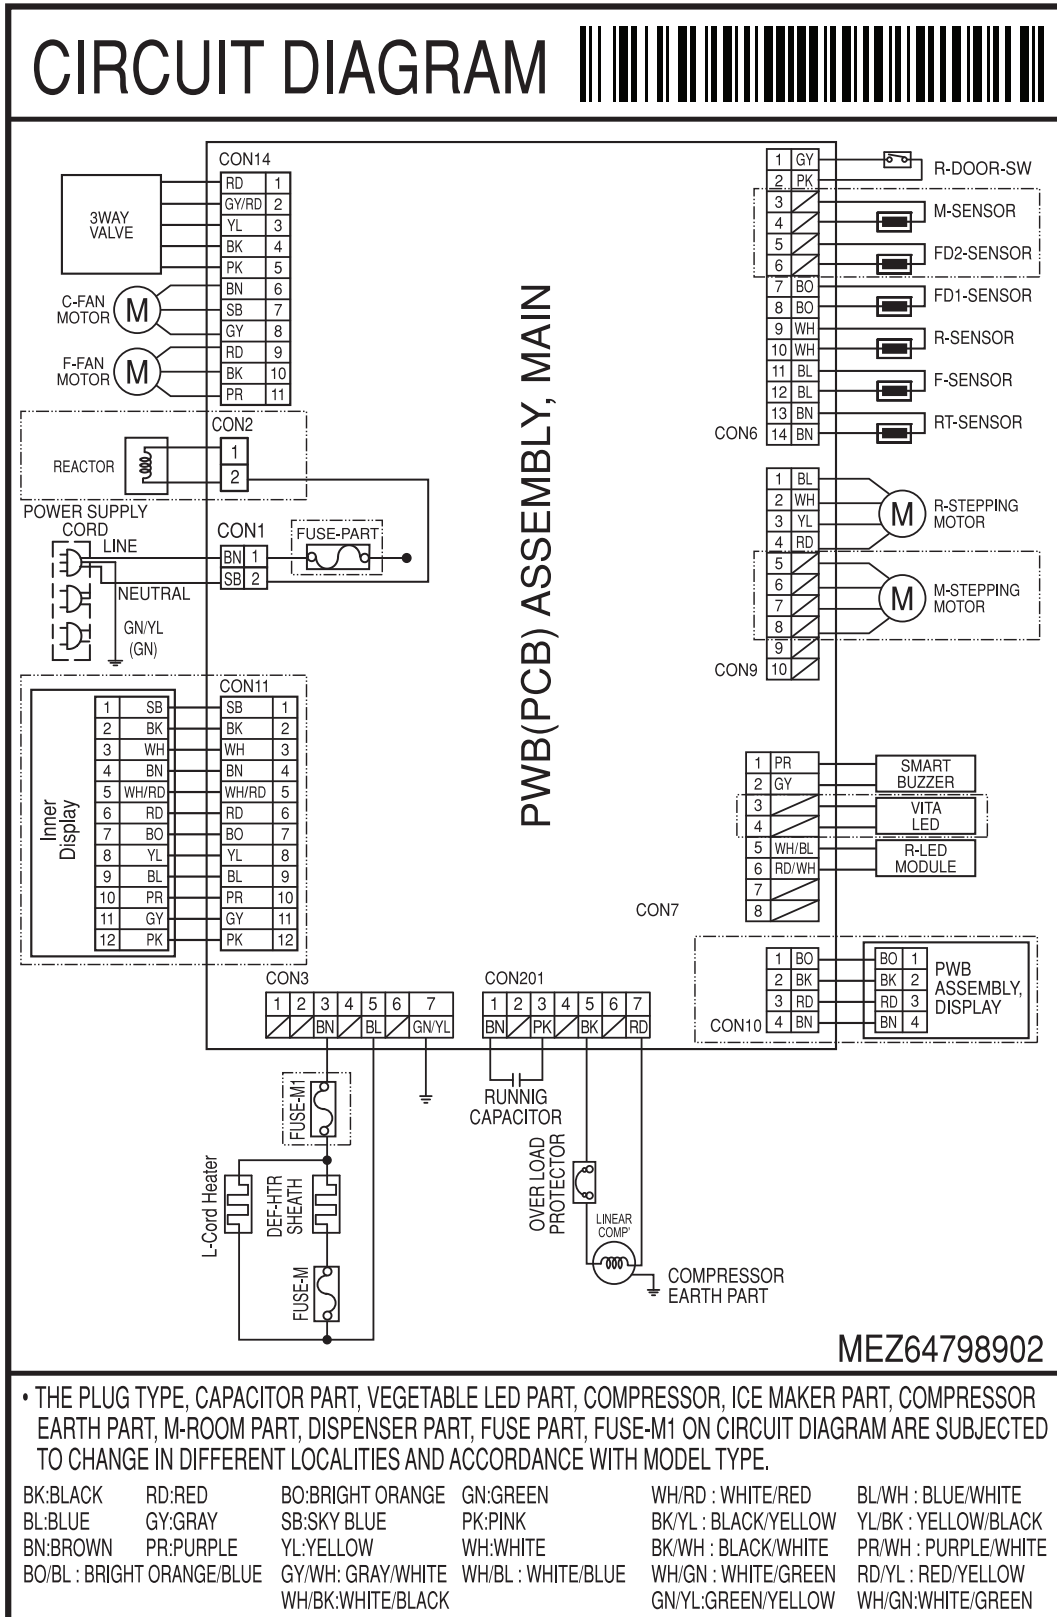 CIRCUIT DIAGRAM
CON14
3WAY
VALVE
RD 1
GY/RD 2
YL 3
BK 4
PK 5
BN 6
SB 7
GY 8
RD 9
BK 10
PR 11
C-FAN
MOTOR
M
F-FAN
MOTOR
M
CON2
1
2
REACTOR
POWER SUPPLY
CORD
LINE
NEUTRAL
GN/YL
(GN)
CON1
BN 1
SB 2
FUSE-PART
CON11
Inner
Display
1 SB SB 1
2 BK BK 2
3 WH WH 3
4 BN BN 4
5 WH/RD WH/RD 5
6 RD RD 6
7 BO BO 7
8 YL YL 8
9 BL BL 9
10 PR PR 10
11 GY GY 11
12 PK PK 12
PWB(PCB) ASSEMBLY, MAIN
1 GY
2 PK
3
4
5
6
7 BO
8 BO
9 WH
10 WH
11 BL
12 BL
13 BN
14 BN
CON6
R-DOOR-SW
M-SENSOR
FD2-SENSOR
FD1-SENSOR
R-SENSOR
F-SENSOR
RT-SENSOR
1 BL
2 WH
3 YL
4 RD
5
6
7
8
9
10
CON9
M
R-STEPPING
MOTOR
M
M-STEPPING
MOTOR
1 PR
2 GY
3
4
5 WH/BL
6 RD/WH
7
8
CON7
SMART
BUZZER
VITA
LED
R-LED
MODULE
1 BO BO 1
2 BK BK 2
3 RD RD 3
4 BN BN 4
CON10
PWB
ASSEMBLY,
DISPLAY
CON3
1 2 3 4 5 6 7
BN BL GN/YL
CON201
1 2 3 4 5 6 7
BN PK BK RD
RUNNIG
CAPACITOR
FUSE-M1
L-Cord Heater
DEF-HTR
SHEATH
FUSE-M
OVER LOAD
PROTECTOR
LINEAR
COMP'
COMPRESSOR
EARTH PART
MEZ64798902
• THE PLUG TYPE, CAPACITOR PART, VEGETABLE LED PART, COMPRESSOR, ICE MAKER PART, COMPRESSOR
EARTH PART, M-ROOM PART, DISPENSER PART, FUSE PART, FUSE-M1 ON CIRCUIT DIAGRAM ARE SUBJECTED
TO CHANGE IN DIFFERENT LOCALITIES AND ACCORDANCE WITH MODEL TYPE.
BK:BLACK RD:RED BO:BRIGHT ORANGE GN:GREEN WH/RD : WHITE/RED BL/WH : BLUE/WHITE
BL:BLUE GY:GRAY SB:SKY BLUE PK:PINK BK/YL : BLACK/YELLOW YL/BK : YELLOW/BLACK
BN:BROWN PR:PURPLE YL:YELLOW WH:WHITE BK/WH : BLACK/WHITE PR/WH : PURPLE/WHITE
BO/BL : BRIGHT ORANGE/BLUE GY/WH: GRAY/WHITE WH/BL : WHITE/BLUE WH/GN : WHITE/GREEN RD/YL : RED/YELLOW
WH/BK:WHITE/BLACK GN/YL:GREEN/YELLOW WH/GN:WHITE/GREEN